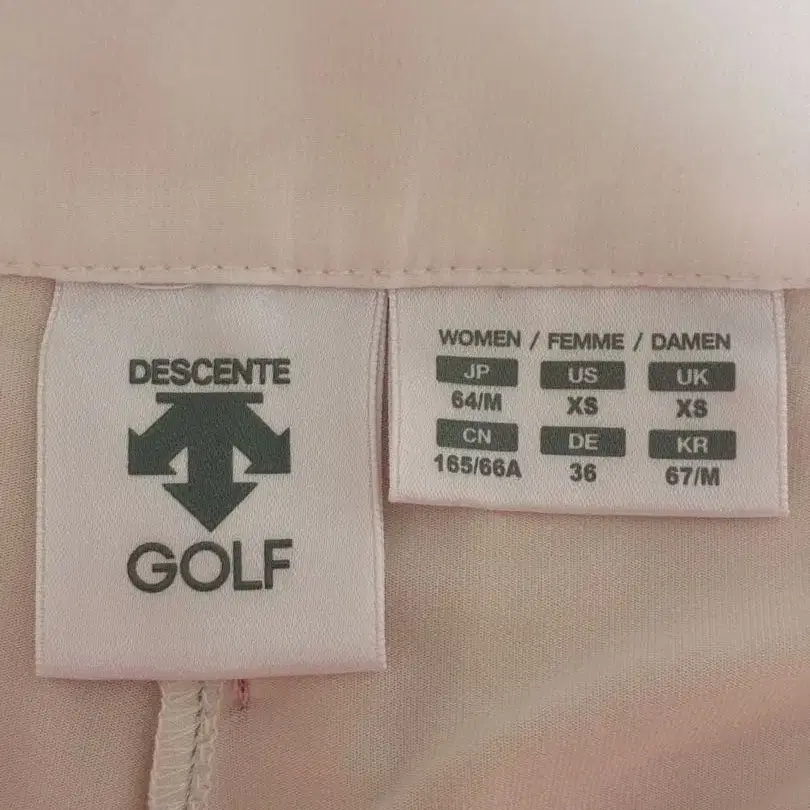 DESCENTE
GOLF
WOMEN / FEMME / DAMEN
JP US UK
64/M XS XS
CN DE KR
165/66A 36 67/M